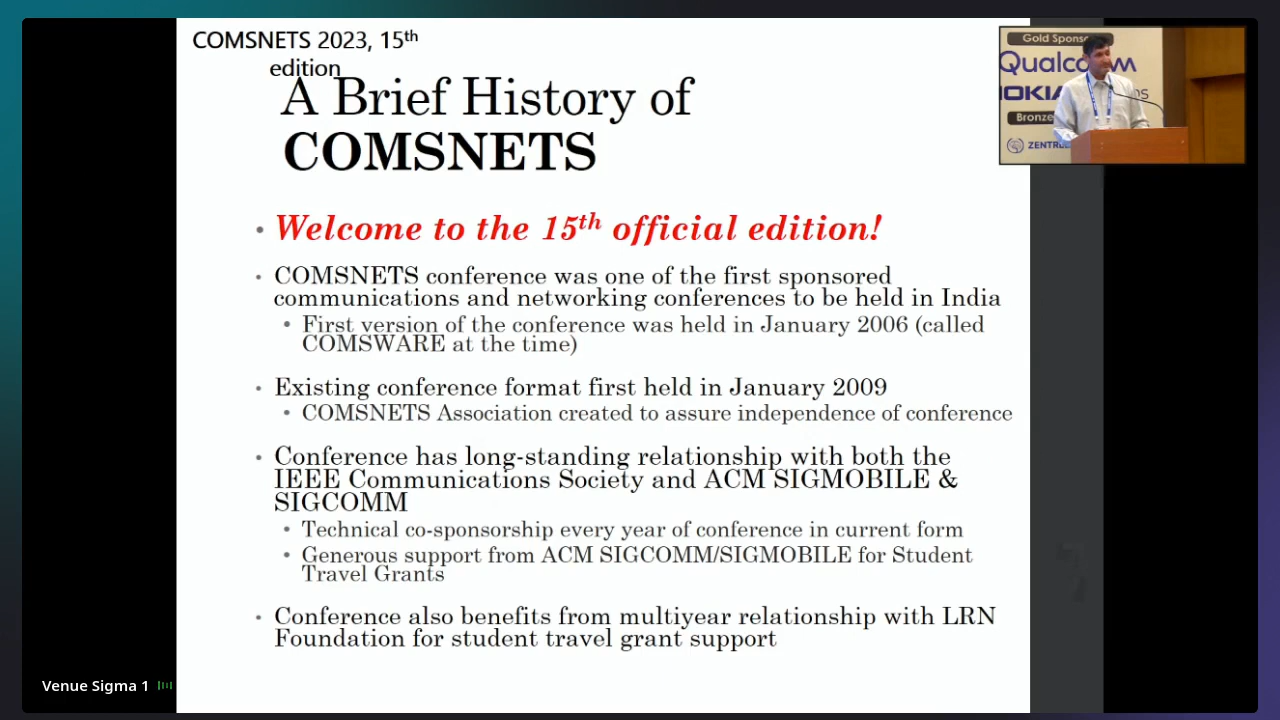 COMSNETS 2023, 15th
edition
A Brief History of
COMSNETS
• Welcome to the 15th official edition!
• COMSNETS conference was one of the first sponsored
communications and networking conferences to be held in India
• First version of the conference was held in January 2006 (called
COMSWARE at the time)
• Existing conference format first held in January 2009
• COMSNETS Association created to assure independence of conference
• Conference has long-standing relationship with both the
IEEE Communications Society and ACM SIGMOBILE &
SIGCOMM
• Technical co-sponsorship every year of conference in current form
• Generous support from ACM SIGCOMM/SIGMOBILE for Student
Travel Grants
• Conference also benefits from multiyear relationship with LRN
Foundation for student travel grant support
Gold Spons
Qualcomm
NOKIA
Bronze
Venue Sigma 1